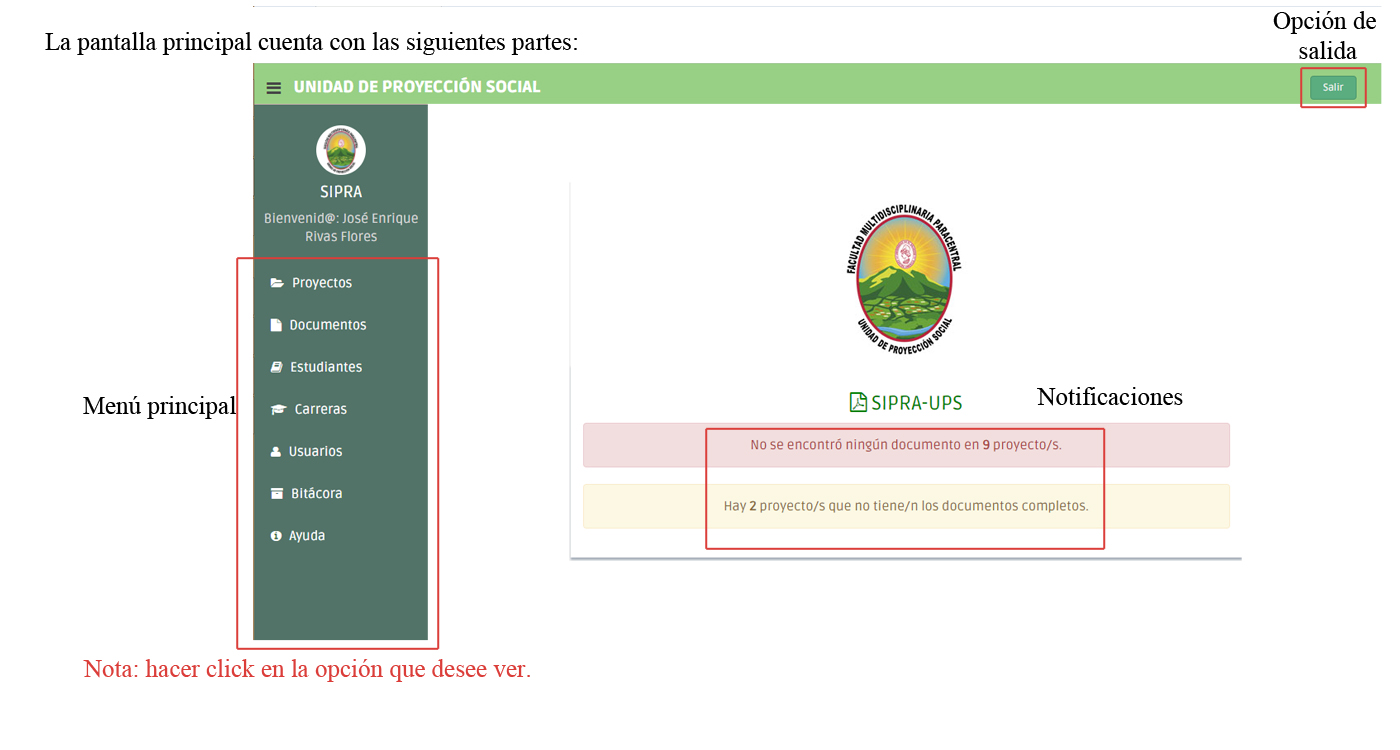 Opción de
salida
La pantalla principal cuenta con las siguientes partes:
UNIDAD DE PROYECCIÓN SOCIAL
Salir
SIPRA
Bienvenid@: José Enrique
Rivas Flores
Proyectos
Documentos
Estudiantes
Carreras
Usuarios
Bitácora
Ayuda
Menú principal
FACULTAD MULTIDISCIPLINARIA PARACENTRAL
UNIDAD DE PROYECCIÓN SOCIAL
SIPRA-UPS
Notificaciones
No se encontró ningún documento en 9 proyecto/s.
Hay 2 proyecto/s que no tiene/n los documentos completos.
Nota: hacer click en la opción que desee ver.